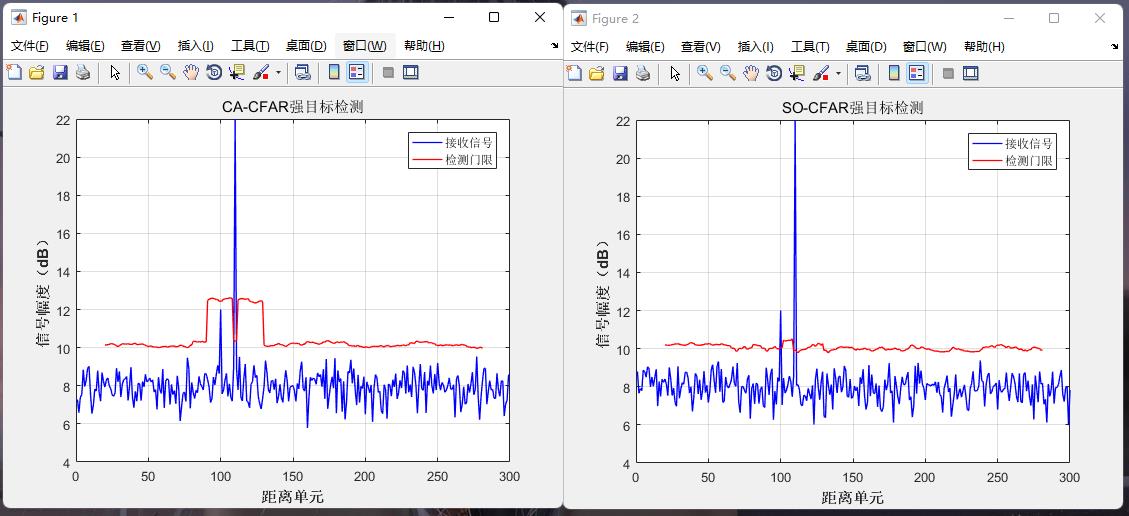 Figure 1
文件(F) 编辑(E) 查看(V) 插入(I) 工具(T) 桌面(D) 窗口(W) 帮助(H)
CA-CFAR强目标检测
接收信号
检测门限
22
20
18
16
14
12
10
8
6
4
信号幅度（dB）
0 50 100 150 200 250 300
距离单元
Figure 2
文件(F) 编辑(E) 查看(V) 插入(I) 工具(T) 桌面(D) 窗口(W) 帮助(H)
SO-CFAR强目标检测
接收信号
检测门限
22
20
18
16
14
12
10
8
6
4
信号幅度（dB）
0 50 100 150 200 250 300
距离单元